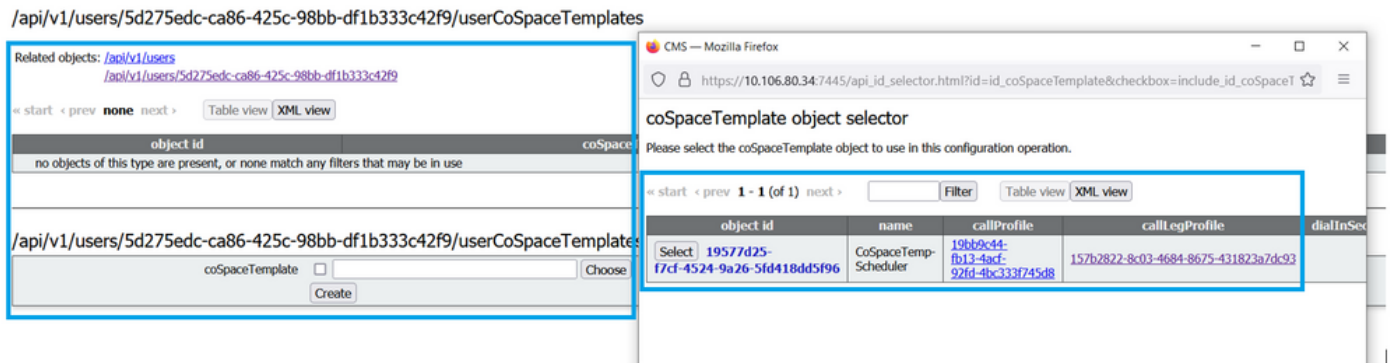 /api/v1/users/5d275edc-ca86-425c-98bb-df1b333c42f9/userCoSpaceTemplates
Related objects: /api/v1/users
/api/v1/users/5d275edc-ca86-425c-98bb-df1b333c42f9
« start ‹ prev none next › Table view XML view
object id coSpace
no objects of this type are present, or none match any filters that may be in use
/api/v1/users/5d275edc-ca86-425c-98bb-df1b333c42f9/userCoSpaceTemplates
coSpaceTemplate Choose
Create
CMS — Mozilla Firefox
https://10.106.80.34:7445/api_id_selector.html?id=id_coSpaceTemplate&checkbox=include_id_coSpaceT
coSpaceTemplate object selector
Please select the coSpaceTemplate object to use in this configuration operation.
« start ‹ prev 1 - 1 (of 1) next › Filter Table view XML view
object id name callProfile callLegProfile dialInSec
Select 19577d25-f7cf-4524-9a26-5fd418dd5f96 CoSpaceTemp-Scheduler 19bb9c44-fb13-4acf-92fd-4bc333f745d8 157b2822-8c03-4684-8675-431823a7dc93